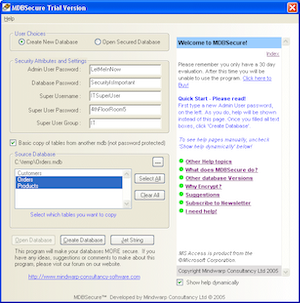 MDBSecure Trial Version
Help
User Choices
Create New Database
Open Secured Database
Security Attributes and Settings
Admin User Password :
LetMeInNow
Database Password :
SecurityIsImportant
Super Username :
ITSuperUser
Super User Password :
4thFloorRoom5
Super User Group :
IT
Basic copy of tables from another mdb (not password protected)
Source Database
C:\temp\Orders.mdb
...
Customers
Orders
Products
Select All
Clear All
Select which tables you want to copy
Open Database
Create Database
Jet String
This program will make your databases MORE secure. If you
have any ideas, suggestions or comments to make about this
program, please visit our forum on our website
http://www.mindwarp-consultancy-software.com
Welcome to MDBSecure!
Index
Please remember you only have a 30 day
evaluation. After this time you will be
unable to use the program. Click here to
Buy!
Quick Start - Please read!
First type a new Admin User password,
on the left. As you do, help will be shown
instead of this page. Once you filled all text
boxes, click 'Create Database'.
To see help pages manually, uncheck
'Show help dynamically' below!
Other Help topics
What does MDBSecure do?
Other database Versions
Why Encrypt?
Suggestions
Subscribe to Newsletter
I need help!
MS Access is a product from the
©Microsoft Corporation
Copyright Mindwarp Consultancy Ltd 2005
Show help dynamically
MDBSecure™ Developed by Mindwarp Consultancy Ltd © 2005